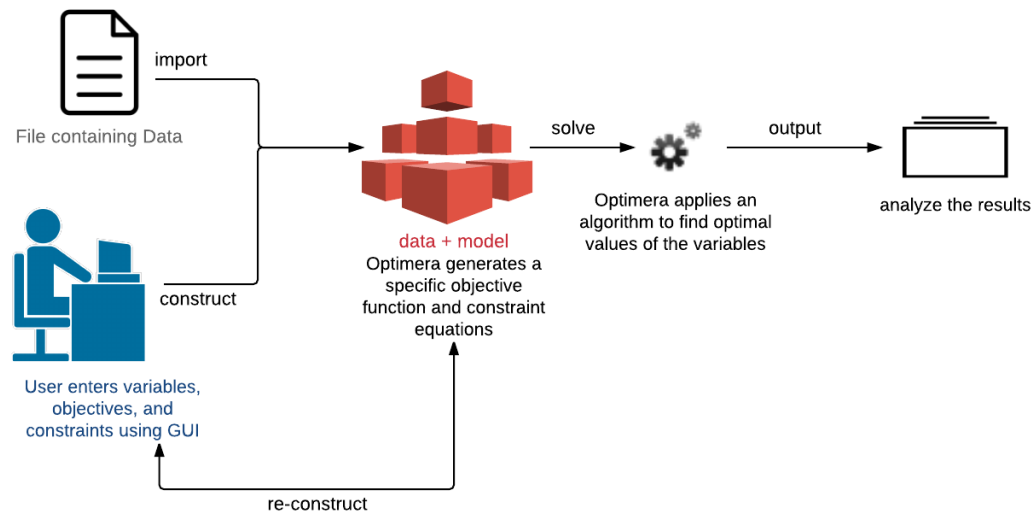 import
File containing Data
construct
User enters variables,
objectives, and
constraints using GUI
data + model
Optimera generates a
specific objective
function and constraint
equations
solve
Optimera applies an
algorithm to find optimal
values of the variables
output
analyze the results
re-construct